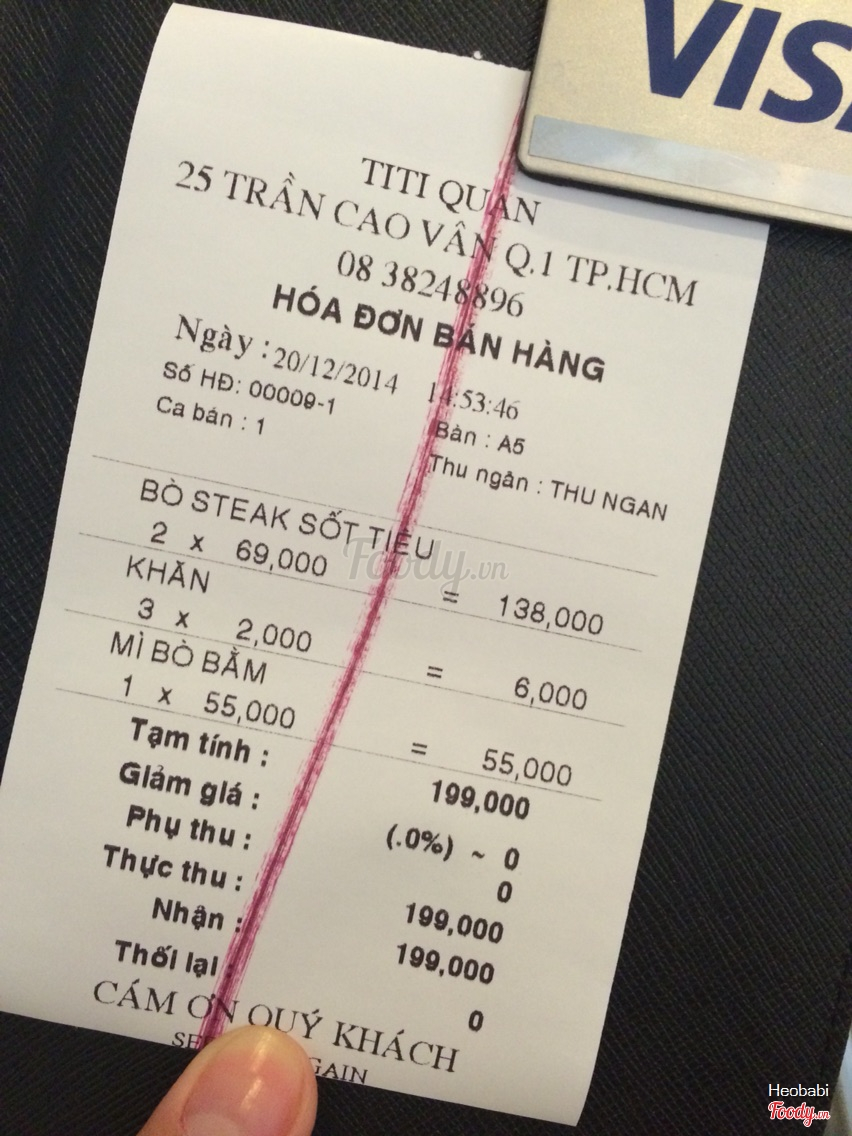 VIS
TITI QUÁN
25 TRẦN CAO VÂN Q.1 TP.HCM
08 38248896
HÓA ĐƠN BÁN HÀNG
Ngày : 20/12/2014 14:53:46
Số HĐ: 00009-1 Bàn : A5
Ca bán : 1 Thu ngân : THU NGAN
BÒ STEAK SỐT TIÊU
2 x 69,000 = 138,000
KHĂN
3 x 2,000 = 6,000
MÌ BÒ BẰM
1 x 55,000 = 55,000
Tạm tính : 199,000
Giảm giá : (.0%) ~ 0
Phụ thu : 0
Thực thu : 199,000
Nhận : 199,000
Thối lại : 0
CÁM ƠN QUÝ KHÁCH
Foody.vn
Heobabi
Foody.vn